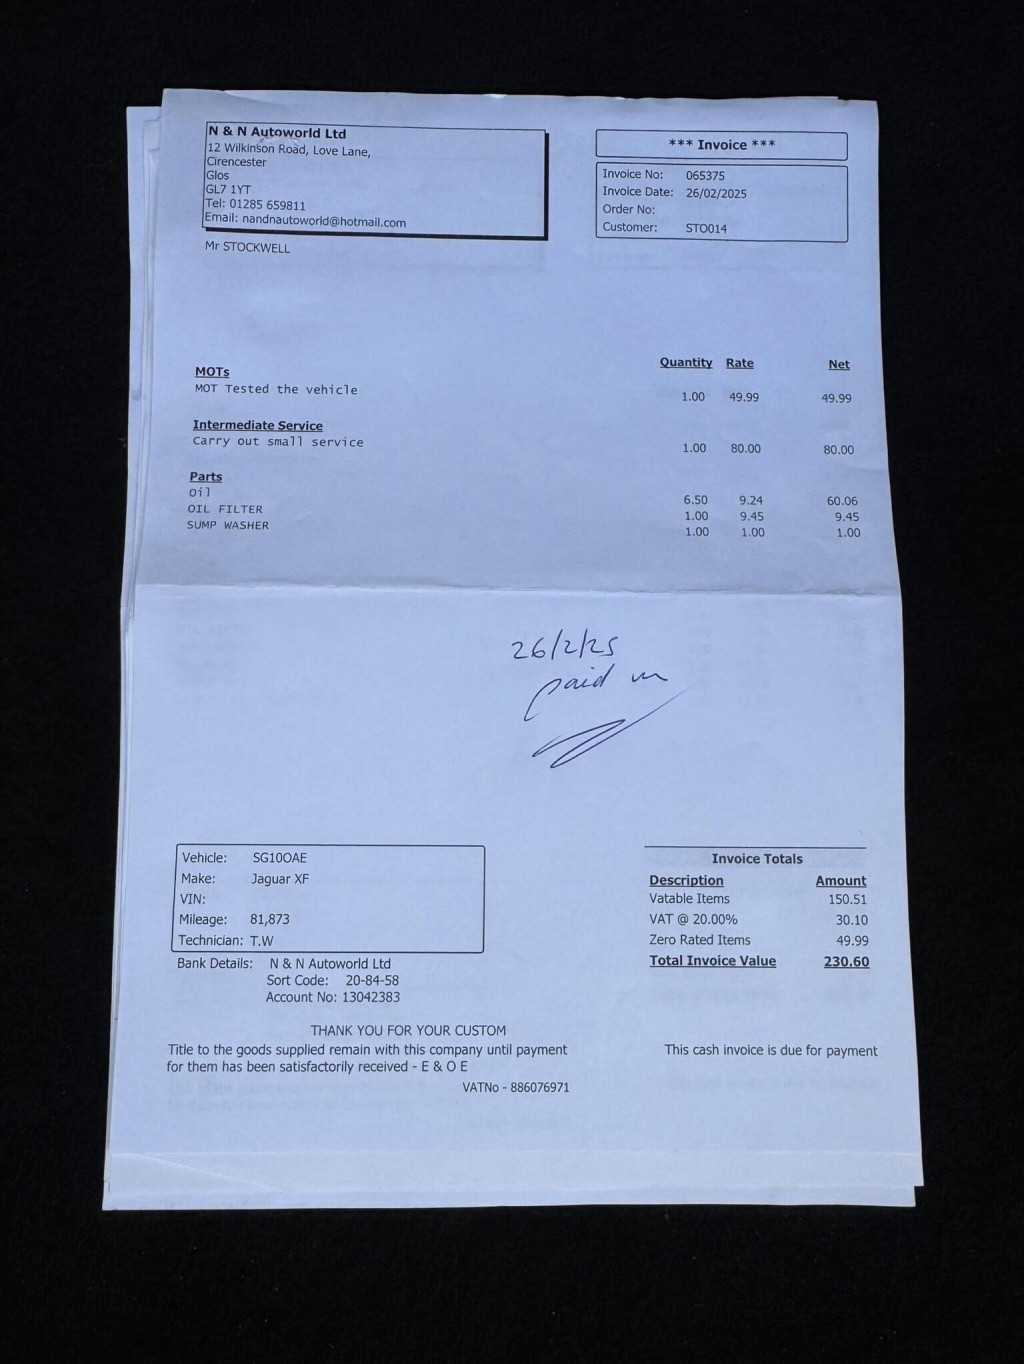 N & N Autoworld Ltd
12 Wilkinson Road, Love Lane,
Cirencester
Glos
GL7 1YT
Tel: 01285 659811
Email: nandnautoworld@hotmail.com
Mr STOCKWELL
*** Invoice ***
Invoice No: 065375
Invoice Date: 26/02/2025
Order No:
Customer: STO014
Quantity Rate Net
MOTs
MOT Tested the vehicle 1.00 49.99 49.99
Intermediate Service
Carry out small service 1.00 80.00 80.00
Parts
Oil 6.50 9.24 60.06
OIL FILTER 1.00 9.45 9.45
SUMP WASHER 1.00 1.00 1.00
26/2/25
paid
Vehicle: SG10OAE
Make: Jaguar XF
VIN:
Mileage: 81,873
Technician: T.W
Bank Details: N & N Autoworld Ltd
Sort Code: 20-84-58
Account No: 13042383
Invoice Totals
Description Amount
Vatable Items 150.51
VAT @ 20.00% 30.10
Zero Rated Items 49.99
Total Invoice Value 230.60
THANK YOU FOR YOUR CUSTOM
Title to the goods supplied remain with this company until payment
for them has been satisfactorily received - E & O E
This cash invoice is due for payment
VATNo - 886076971